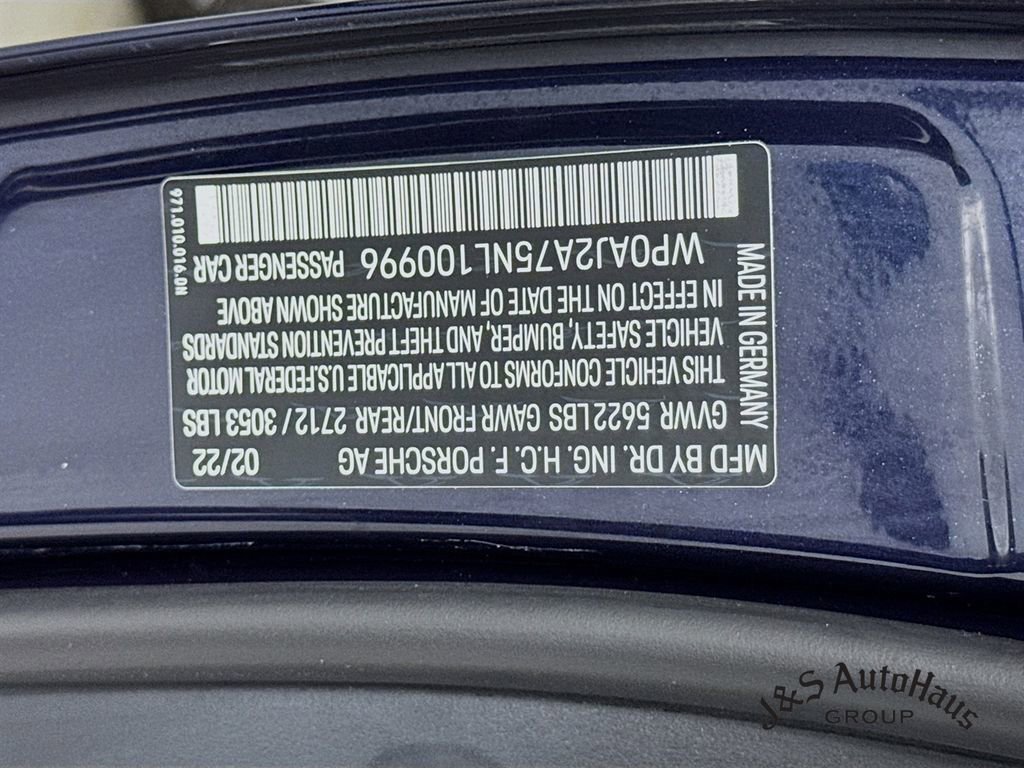 MFD BY DR. ING. H.C. F. PORSCHE AG 02/22
GVWR 5622 LBS GAWR FRONT/REAR 2712 / 3053 LBS
THIS VEHICLE CONFORMS TO ALL APPLICABLE U.S.FEDERAL MOTOR
VEHICLE SAFETY, BUMPER, AND THEFT PREVENTION STANDARDS
IN EFFECT ON THE DATE OF MANUFACTURE SHOWN ABOVE
WP0AJ2A75NL100996 PASSENGER CAR
MADE IN GERMANY
971.010.016.0N
J&S AutoHaus
GROUP